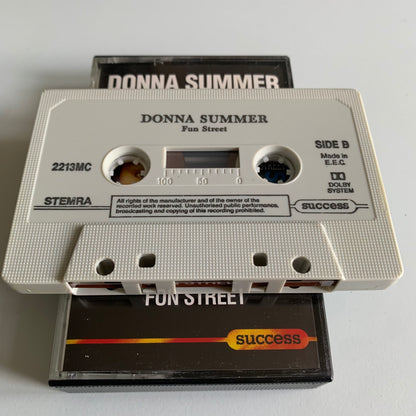 DONNA SUMMER
DONNA SUMMER
Fun Street
SIDE B
2213MC
Made in
E.E.C.
100 50 0
DOLBY
SYSTEM
STEMRA
All rights of the manufacturer and of the owner of the
recorded work reserved. Unauthorised public performance,
broadcasting and copying of this recording prohibited.
success
FUN STREET
success